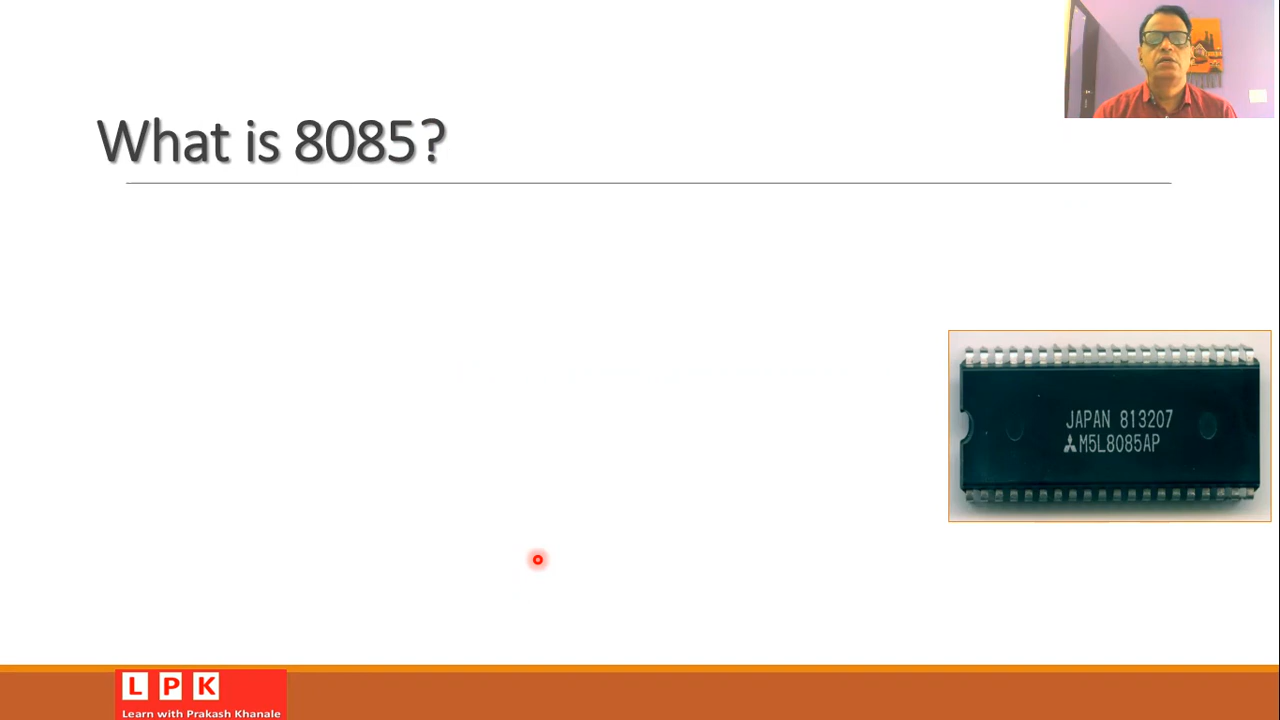 What is 8085?
JAPAN 813207
M5L8085AP
L P K
Learn with Prakash Khanale